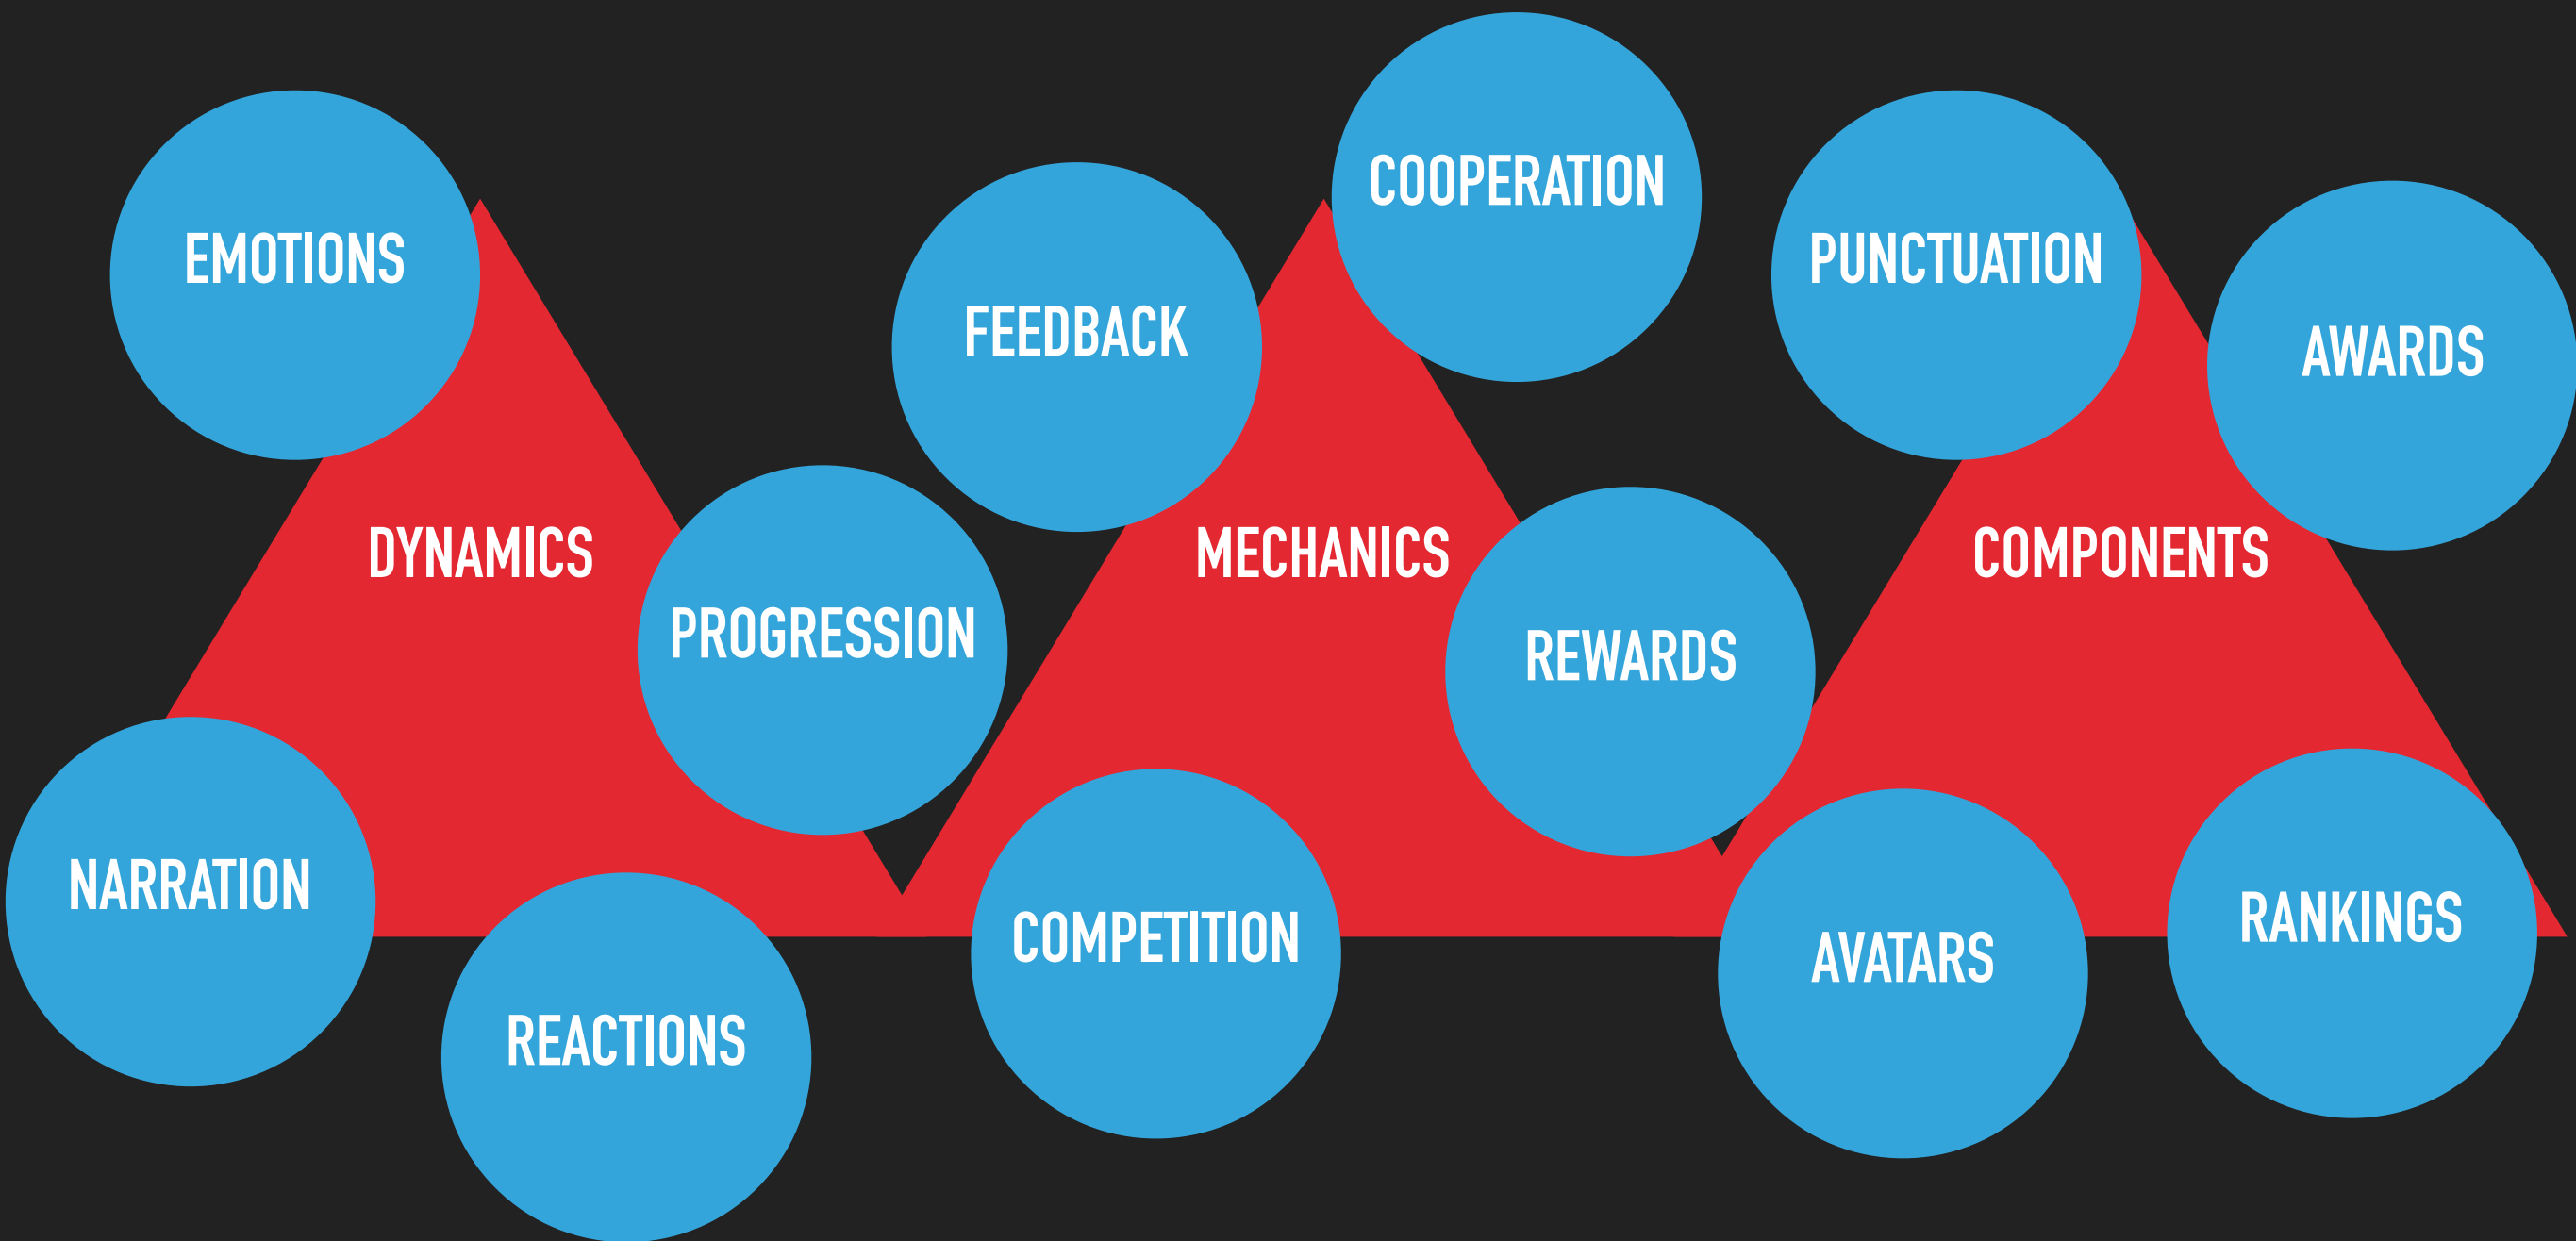 EMOTIONS
DYNAMICS
PROGRESSION
NARRATION
REACTIONS
COOPERATION
FEEDBACK
MECHANICS
REWARDS
COMPETITION
PUNCTUATION
AWARDS
COMPONENTS
AVATARS
RANKINGS